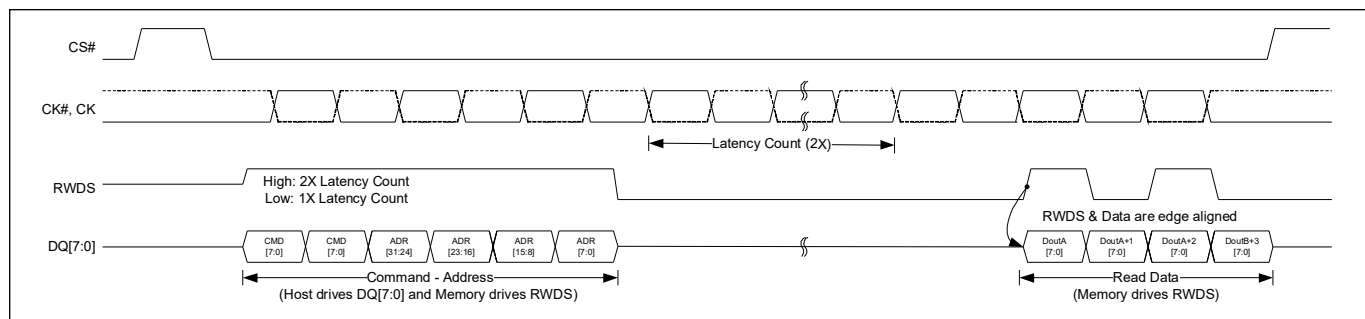 CS#
CK#, CK
Latency Count (2X)
High: 2X Latency Count
Low: 1X Latency Count
RWDS
RWDS & Data are edge aligned
DQ[7:0]
CMD [7:0]
CMD [7:0]
ADR [31:24]
ADR [23:16]
ADR [15:8]
ADR [7:0]
DoutA [7:0]
DoutA+1 [7:0]
DoutA+2 [7:0]
DoutB+3 [7:0]
Command - Address
(Host drives DQ[7:0] and Memory drives RWDS)
Read Data
(Memory drives RWDS)